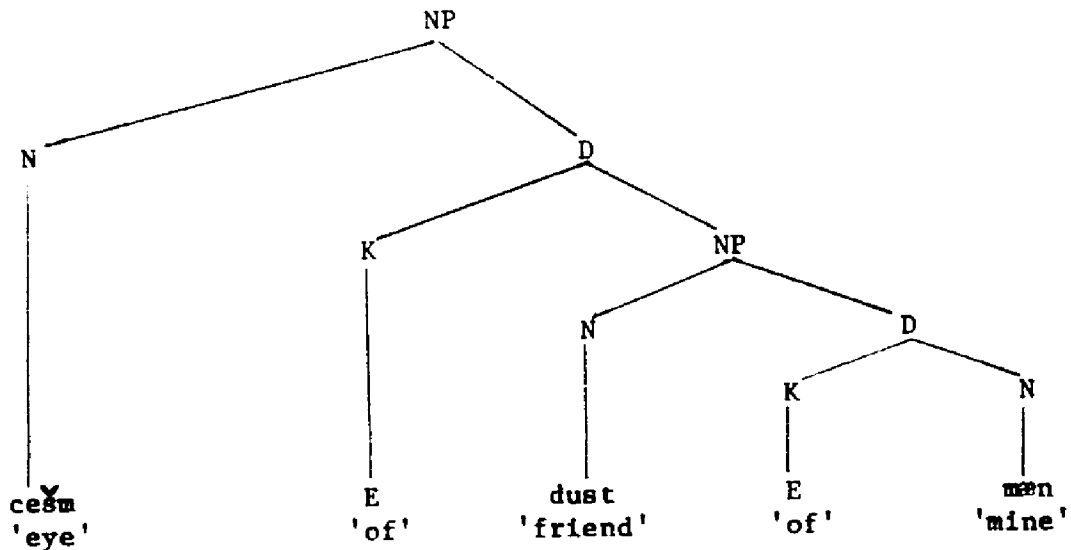 NP
N D
K NP
N D
K N
cešm E dust E mæn
'eye' 'of' 'friend' 'of' 'mine'